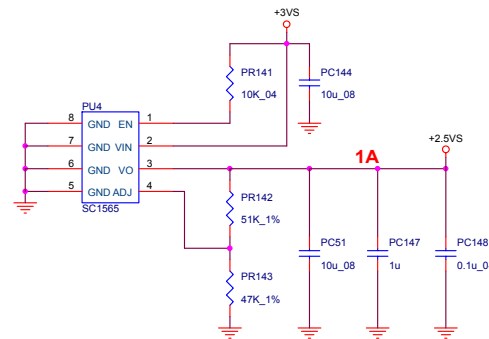 +3VS
PR141
10K_04
PC144
10u_08
PU4
8 GND EN 1
7 GND VIN 2
6 GND VO 3
5 GND ADJ 4
SC1565
1A
+2.5VS
PR142
51K_1%
PC51
10u_08
PC147
1u
PC148
0.1u_0
PR143
47K_1%